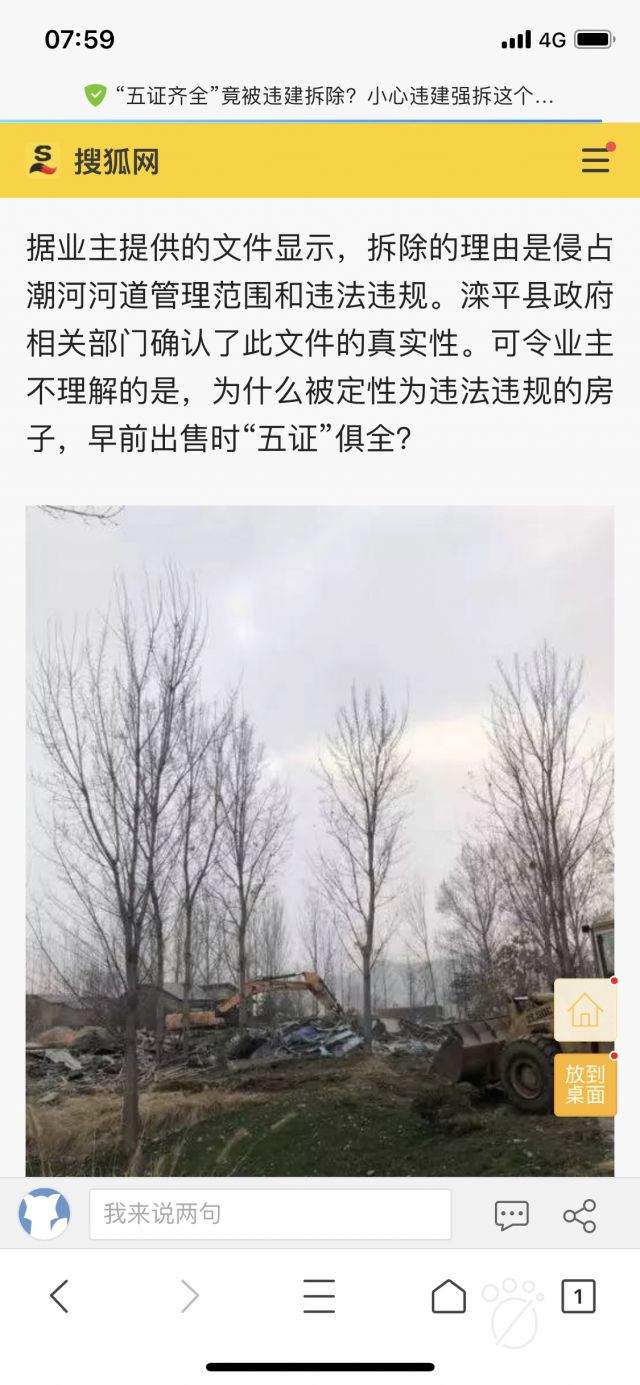 07:59
4G
“五证齐全”竟被违建拆除？小心违建强拆这个...
S
搜狐网
据业主提供的文件显示，拆除的理由是侵占
潮河河道管理范围和违法违规。滦平县政府
相关部门确认了此文件的真实性。可令业主
不理解的是，为什么被定性为违法违规的房
子，早前出售时“五证”俱全？
放到
桌面
我来说两句
1